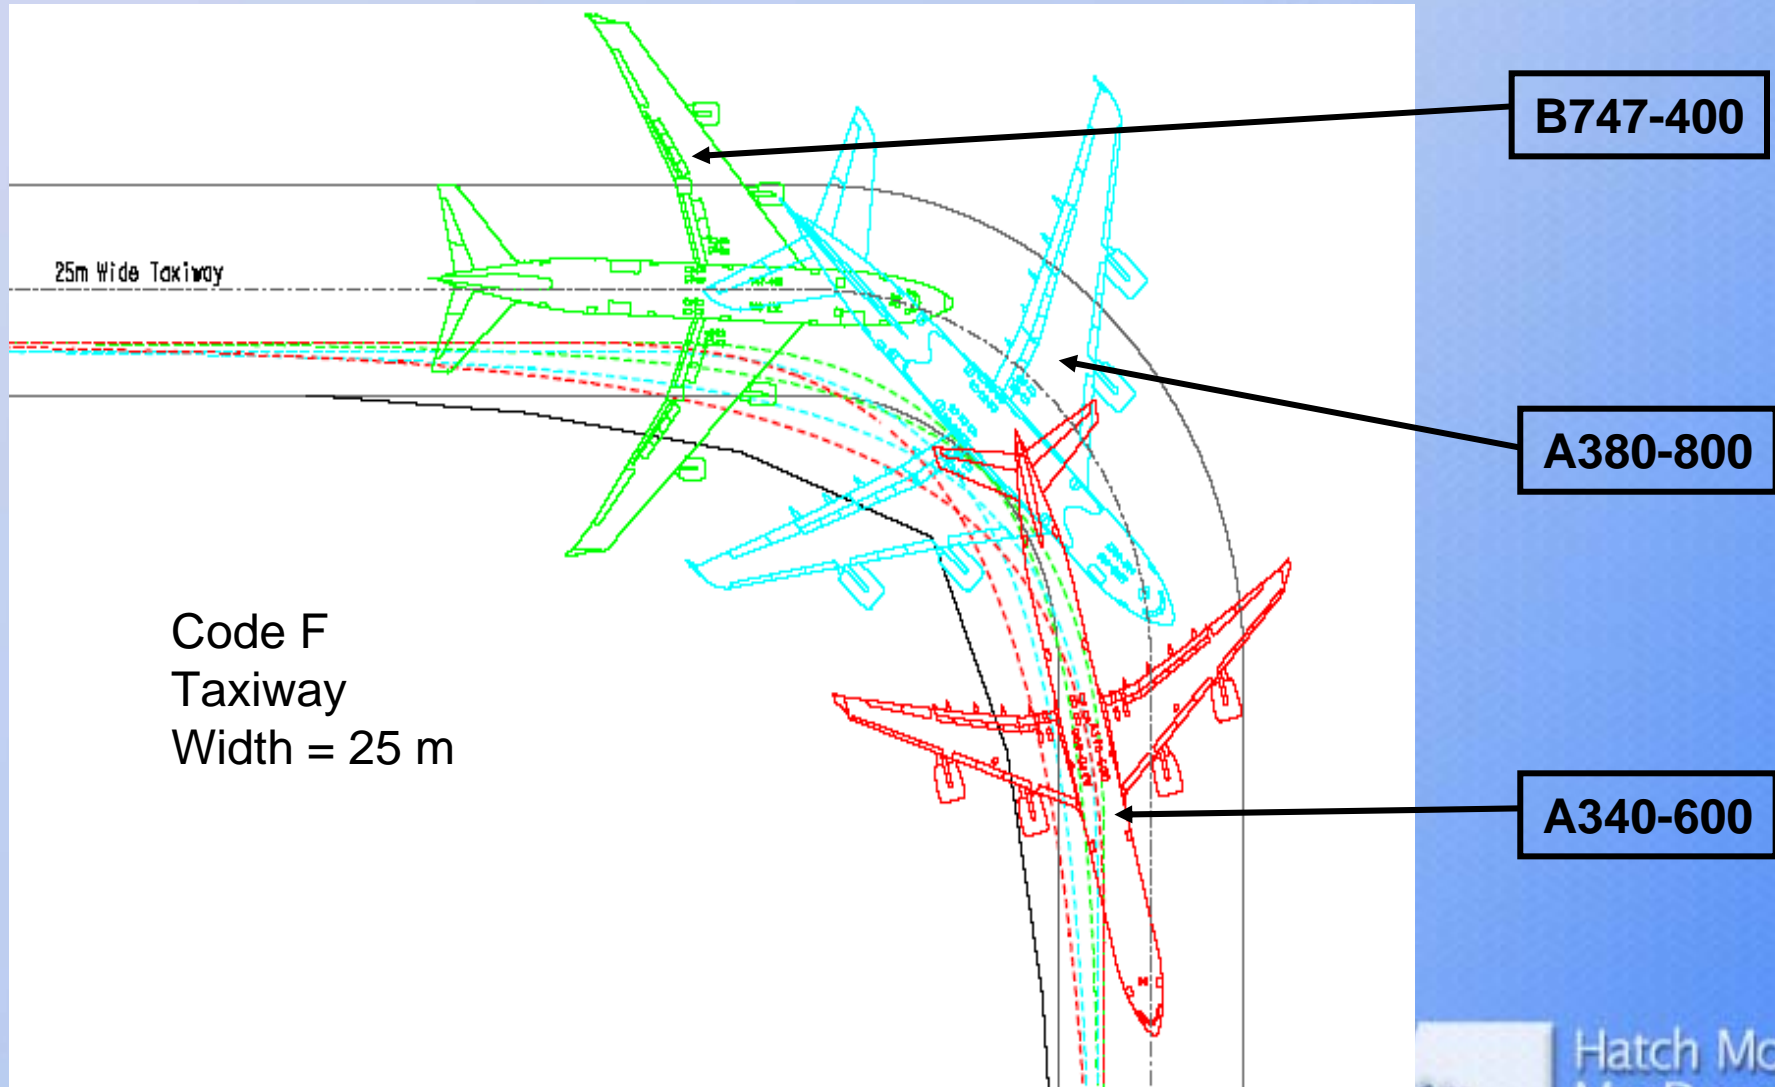 B747-400
25m Wide Taxiway
A380-800
Code F
Taxiway
Width = 25 m
A340-600
Hatch Mo